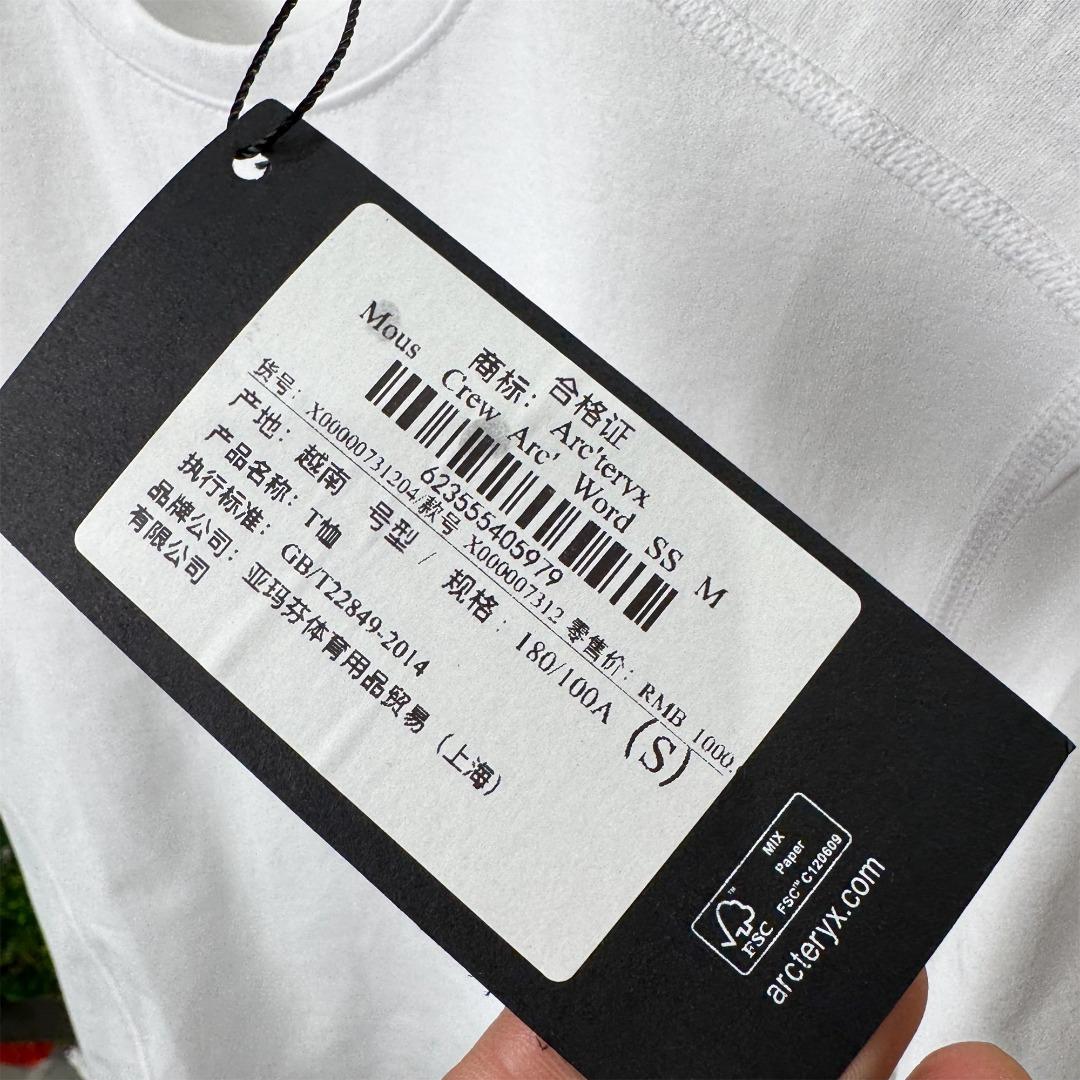 合格证
商标： Arc'teryx
Mous Crew Arc' Word SS M
623555405979
货号： X00000731204/款号 X000007312 零售价： RMB 1000.
产地： 越南 号型 / 规格： 180/100A (S)
产品名称： T恤
执行标准： GB/T22849-2014
品牌公司： 亚玛芬体育用品贸易 (上海)
有限公司
MIX
Paper
FSC™ C120609
FSC
arcteryx.com